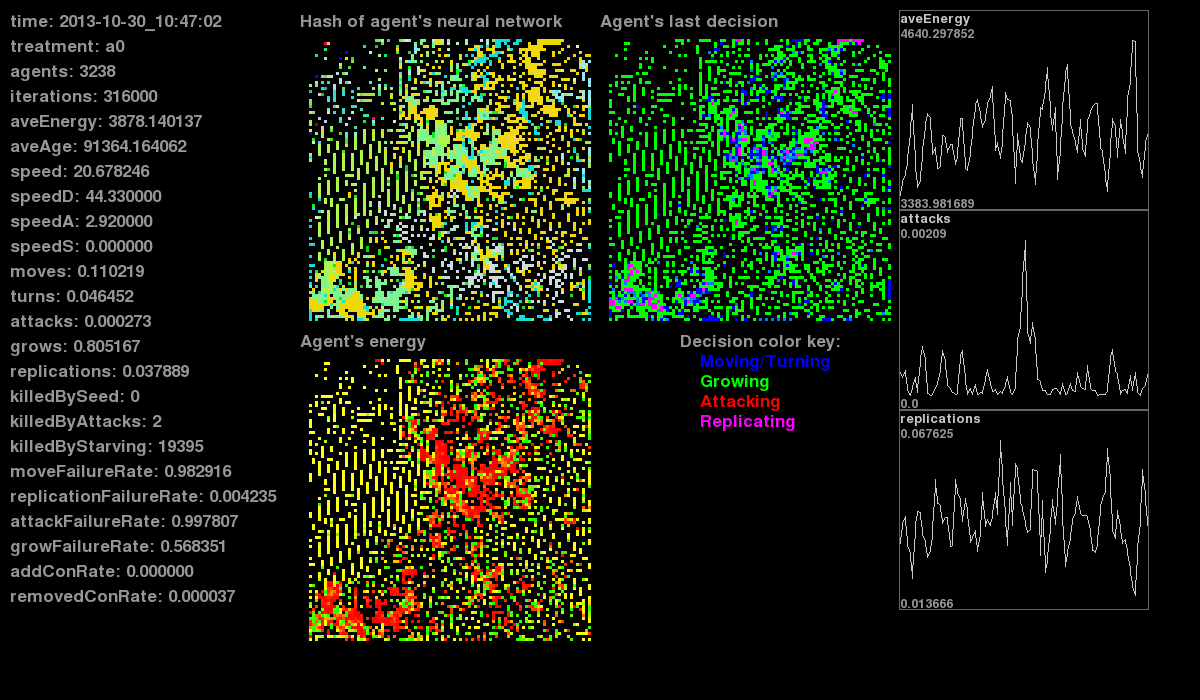 time: 2013-10-30_10:47:02
treatment: a0
agents: 3238
iterations: 316000
aveEnergy: 3878.140137
aveAge: 91364.164062
speed: 20.678246
speedD: 44.330000
speedA: 2.920000
speedS: 0.000000
moves: 0.110219
turns: 0.046452
attacks: 0.000273
grows: 0.805167
replications: 0.037889
killedBySeed: 0
killedByAttacks: 2
killedByStarving: 19395
moveFailureRate: 0.982916
replicationFailureRate: 0.004235
attackFailureRate: 0.997807
growFailureRate: 0.568351
addConRate: 0.000000
removedConRate: 0.000037
Hash of agent's neural network
Agent's last decision
Agent's energy
Decision color key:
Moving/Turning
Growing
Attacking
Replicating
aveEnergy
4640.297852
3383.981689
attacks
0.00209
0.0
replications
0.067625
0.013666